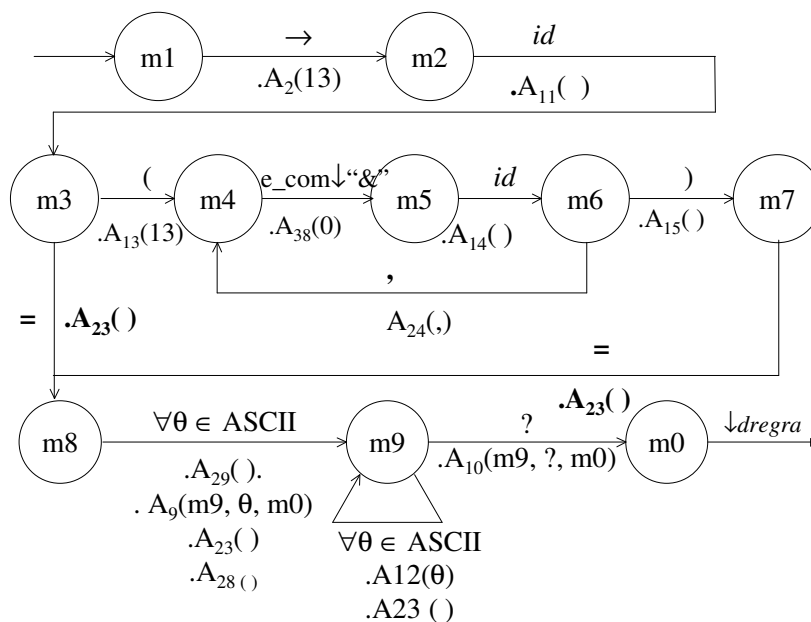 → id
m1 m2
.A2(13) .A11( )
( e_com↓“&” id )
m3 m4 m5 m6 m7
.A13(13) .A38(0) .A14( ) .A15( )
,
= .A23( ) A24(,)
=
∀θ ∈ ASCII ? .A23( )
m8 m9 m0 ↓dregra
.A29( ). .A10(m9, ?, m0)
. A9(m9, θ, m0)
.A23( ) ∀θ ∈ ASCII
.A28 ( ) .A12(θ)
.A23 ( )